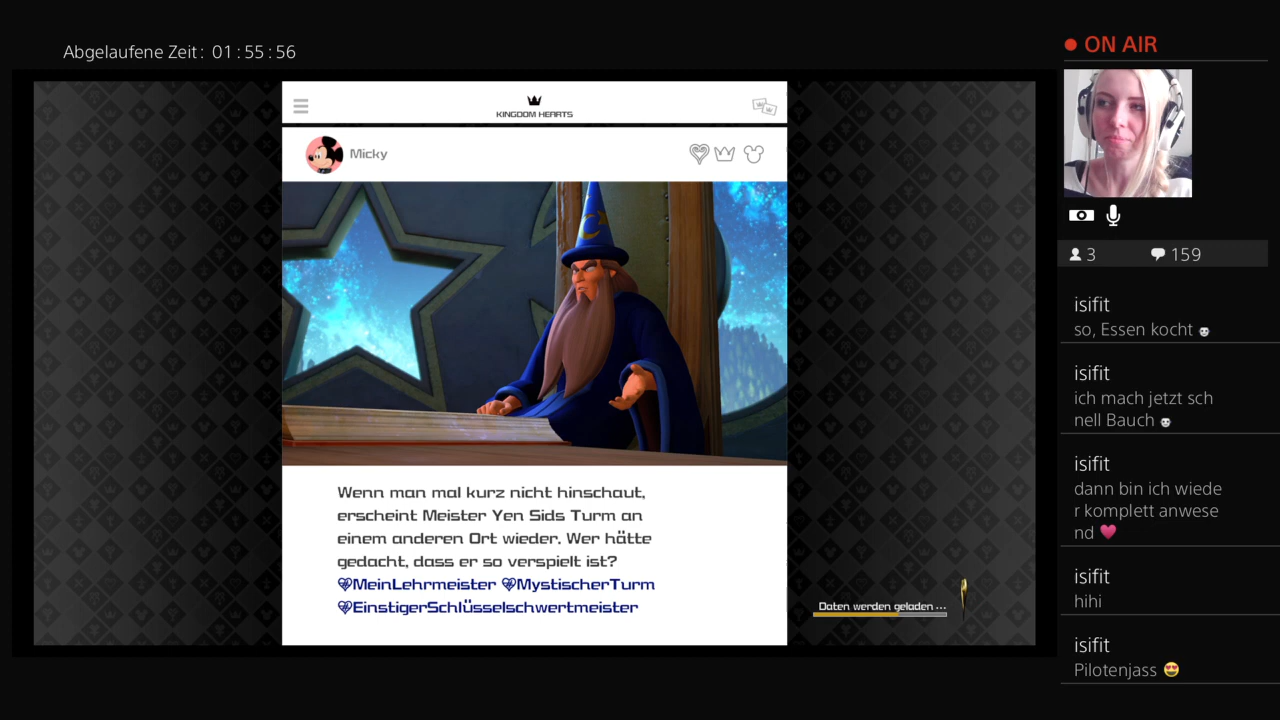 Abgelaufene Zeit: 01:55:56
ON AIR
KINGDOM HEARTS
Micky
Wenn man mal kurz nicht hinschaut,
erscheint Meister Yen Sids Turm an
einem anderen Ort wieder. Wer hätte
gedacht, dass er so verspielt ist?
MeinLehrmeister MystischerTurm
EinstigerSchlüsselschwertmeister
Daten werden geladen ...
3 159
isifit
so, Essen kocht 
isifit
ich mach jetzt sch
nell Bauch
isifit
dann bin ich wiede
r komplett anwese
nd
isifit
hihi
isifit
Pilotenjass 😍